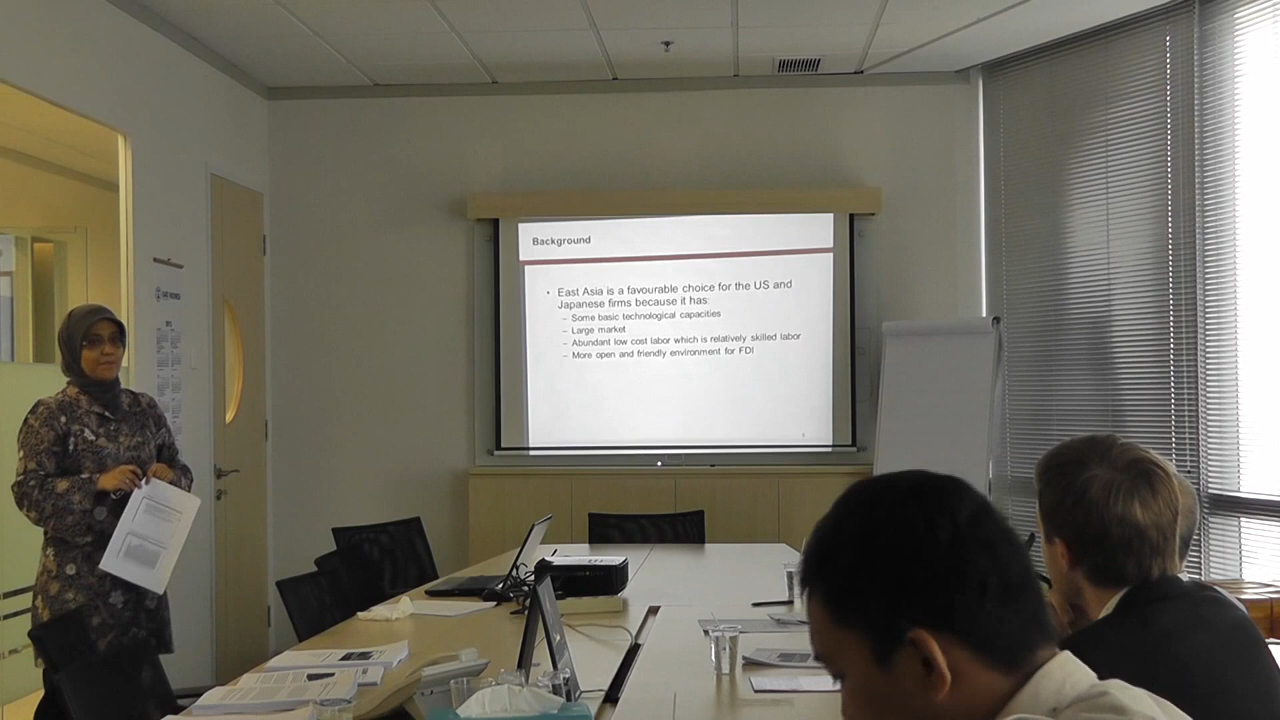 Background
• East Asia is a favourable choice for the US and
Japanese firms because it has:
– Some basic technological capacities
– Large market
– Abundant low cost labor which is relatively skilled labor
– More open and friendly environment for FDI